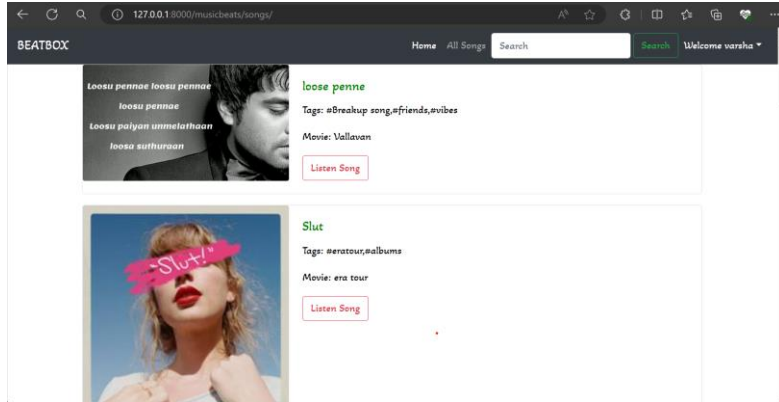 127.0.0.1:8000/musicbeats/songs/
BEATBOX
Home All Songs Search Search Welcome varsha
Loosu pennae loosu pennae
loosu pennae
Loosu paiyan unmelathaan
loosa suthuraan
loose penne
Tags: #Breakup song,#friends,#vibes
Movie: Vallavan
Listen Song
"Slut!"
Slut
Tags: #eratour,#albums
Movie: era tour
Listen Song